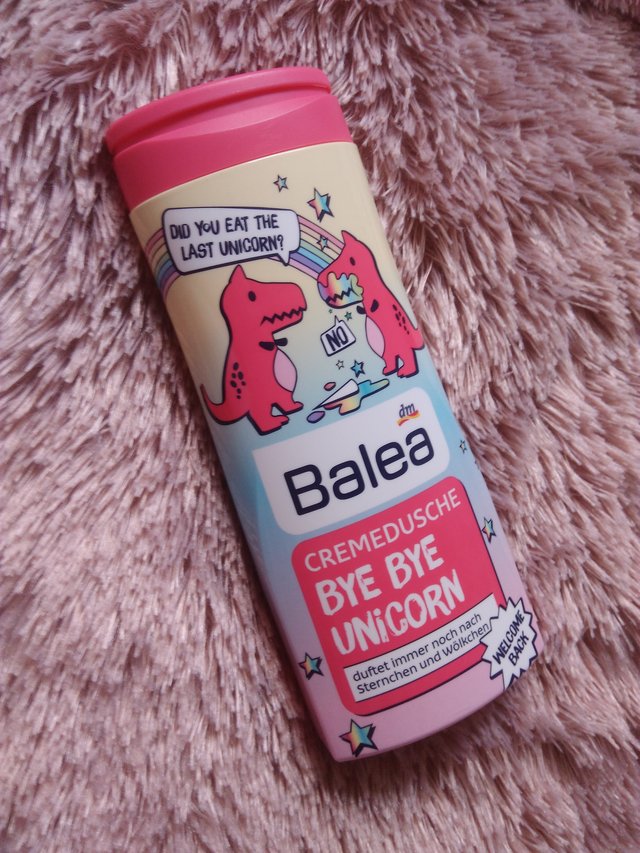 DID YOU EAT THE
LAST UNICORN?
NO
dm
Balea
CREMEDUSCHE
BYE BYE
UNiCORN
duftet immer noch nach
Sternchen und Wölkchen
WELCOME
BACK